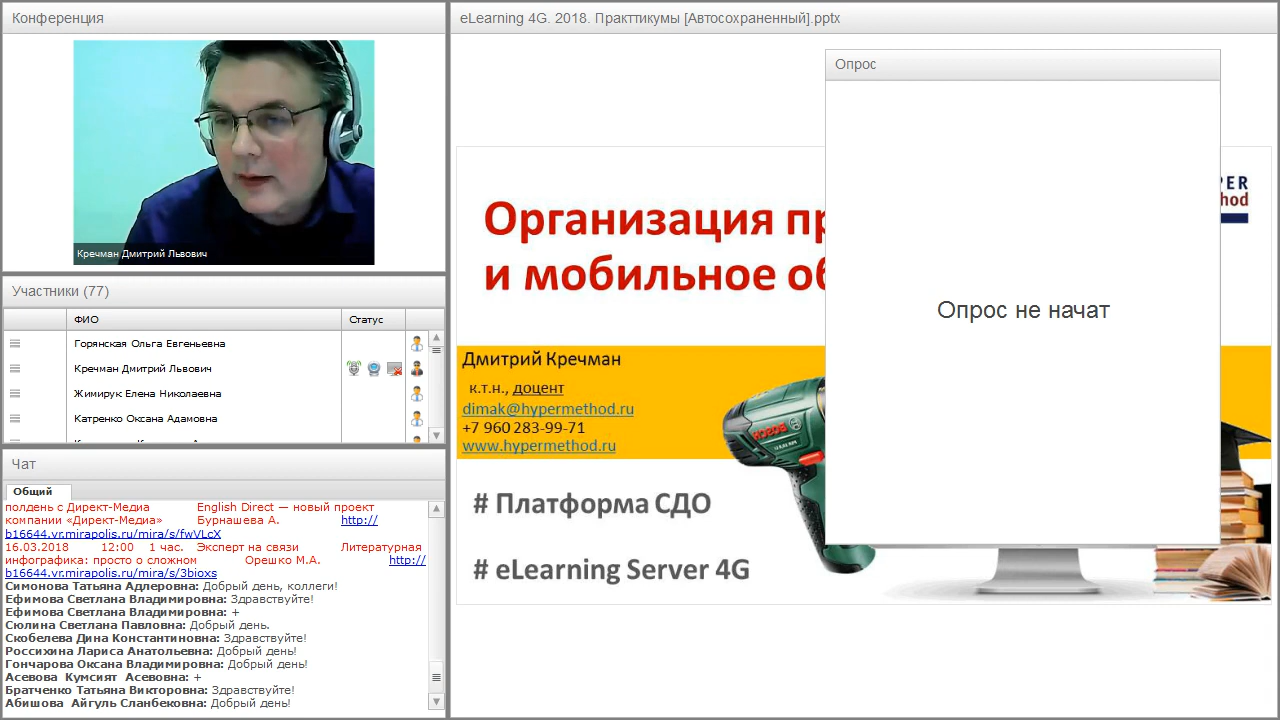 Конференция
Кречман Дмитрий Львович
Участники (77)
ФИО
Статус
Горянская Ольга Евгеньевна
Кречман Дмитрий Львович
Жимирук Елена Николаевна
Катренко Оксана Адамовна
Чат
Общий
полдень с Директ-Медиа English Direct — новый проект
компании «Директ-Медиа» Бурнашева А. http://
b16644.vr.mirapolis.ru/mira/s/fwVLcX
16.03.2018 12:00 1 час. Эксперт на связи Литературная
инфографика: просто о сложном Орешко М.А. http://
b16644.vr.mirapolis.ru/mira/s/3bioxs
Симонова Татьяна Адлеровна: Добрый день, коллеги!
Ефимова Светлана Владимировна: Здравствуйте!
Ефимова Светлана Владимировна: +
Сюлина Светлана Павловна: Добрый день.
Скобелева Дина Константиновна: Здравствуйте!
Россихина Лариса Анатольевна: Добрый день!
Гончарова Оксана Владимировна: Добрый день!
Асевова Кумсият Асевовна: +
Братченко Татьяна Викторовна: Здравствуйте!
Абишова Айгуль Сланбековна: Добрый день!
eLearning 4G. 2018. Практтикумы [Автосохраненный].pptx
Опрос
Опрос не начат
Организация пр
и мобильное об
PER
hod
Дмитрий Кречман
к.т.н., доцент
dimak@hypermethod.ru
+7 960 283-99-71
www.hypermethod.ru
BOSCH
# Платформа СДО
# eLearning Server 4G